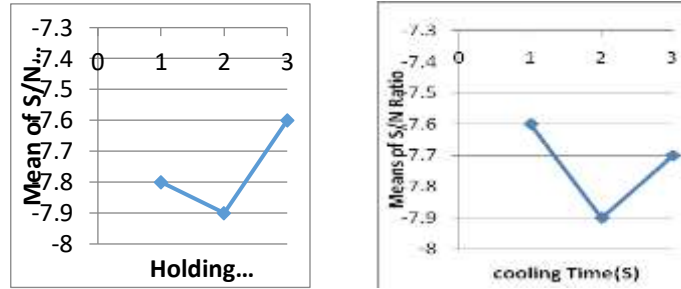 Mean of S/N...
-7.3
-7.4
-7.5
-7.6
-7.7
-7.8
-7.9
-8
0 1 2 3
Holding...
Means of S/N Ratio
-7.3
-7.4
-7.5
-7.6
-7.7
-7.8
-7.9
-8
0 1 2 3
cooling Time(S)